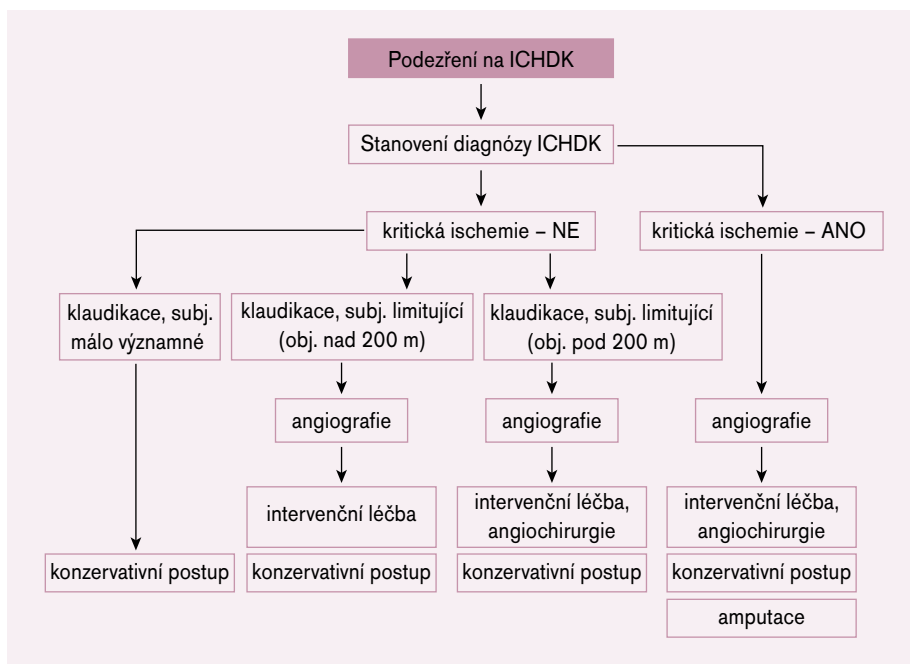 Podezření na ICHDK
Stanovení diagnózy ICHDK
kritická ischemie – NE
kritická ischemie – ANO
klaudikace, subj.
málo významné
klaudikace, subj. limitující
(obj. nad 200 m)
klaudikace, subj. limitující
(obj. pod 200 m)
angiografie
angiografie
angiografie
intervenční léčba
intervenční léčba,
angiochirurgie
intervenční léčba,
angiochirurgie
konzervativní postup
konzervativní postup
konzervativní postup
konzervativní postup
amputace